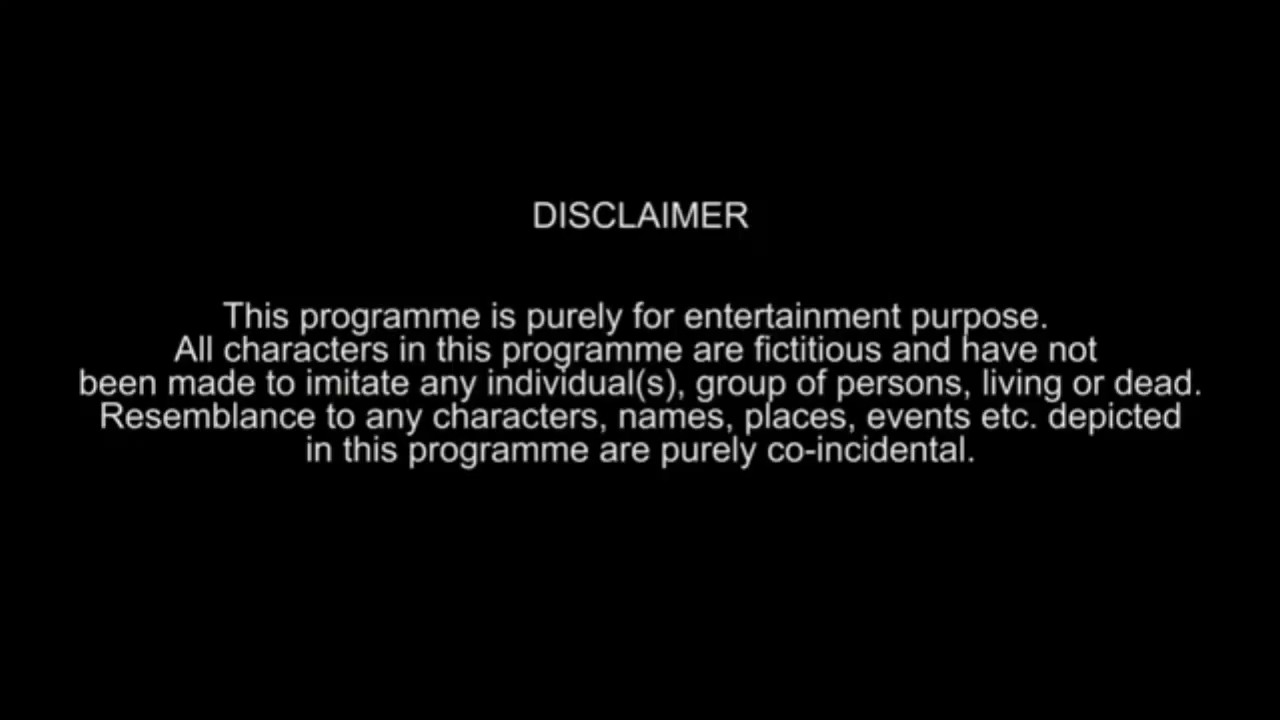 DISCLAIMER
This programme is purely for entertainment purpose.
All characters in this programme are fictitious and have not
been made to imitate any individual(s), group of persons, living or dead.
Resemblance to any characters, names, places, events etc. depicted
in this programme are purely co-incidental.